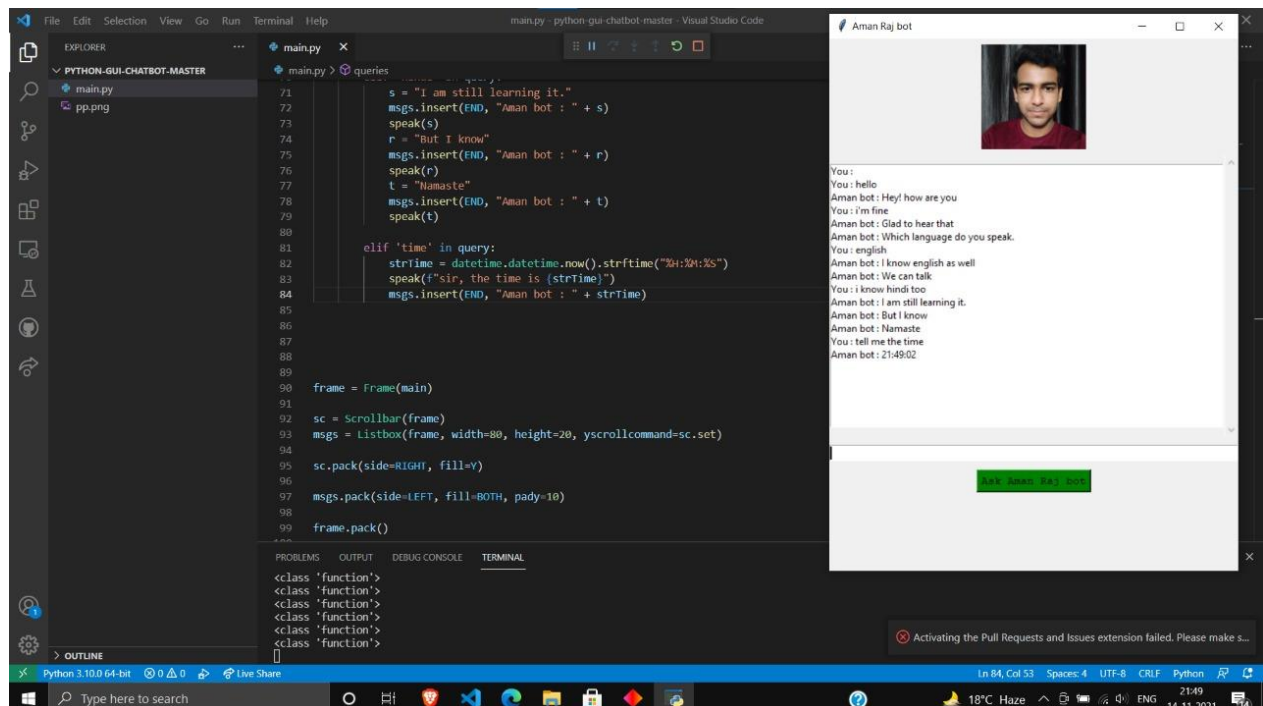 File Edit Selection View Go Run Terminal Help
main.py - python-gui-chatbot-master - Visual Studio Code
EXPLORER
PYTHON-GUI-CHATBOT-MASTER
main.py
pp.png
OUTLINE
main.py
main.py > queries
71 s = "I am still learning it."
72 msgs.insert(END, "Aman bot : " + s)
73 speak(s)
74 r = "But I know"
75 msgs.insert(END, "Aman bot : " + r)
76 speak(r)
77 t = "Namaste"
78 msgs.insert(END, "Aman bot : " + t)
79 speak(t)
80
81 elif 'time' in query:
82 strTime = datetime.datetime.now().strftime("%H:%M:%S")
83 speak(f"sir, the time is {strTime}")
84 msgs.insert(END, "Aman bot : " + strTime)
85
86
87
88
89
90 frame = Frame(main)
91
92 sc = Scrollbar(frame)
93 msgs = Listbox(frame, width=80, height=20, yscrollcommand=sc.set)
94
95 sc.pack(side=RIGHT, fill=Y)
96
97 msgs.pack(side=LEFT, fill=BOTH, pady=10)
98
99 frame.pack()
PROBLEMS OUTPUT DEBUG CONSOLE TERMINAL
<class 'function'>
<class 'function'>
<class 'function'>
<class 'function'>
<class 'function'>
<class 'function'>
Aman Raj bot
You :
You : hello
Aman bot : Hey! how are you
You : i'm fine
Aman bot : Glad to hear that
Aman bot : Which language do you speak.
You : english
Aman bot : I know english as well
Aman bot : We can talk
You : i know hindi too
Aman bot : I am still learning it.
Aman bot : But I know
Aman bot : Namaste
You : tell me the time
Aman bot : 21:49:02
Ask Aman Raj bot
Activating the Pull Requests and Issues extension failed. Please make s...
Python 3.10.0 64-bit 0 0 Live Share
Ln 84, Col 53 Spaces: 4 UTF-8 CRLF Python
Type here to search
18°C Haze ENG
21:49
14-11-2021